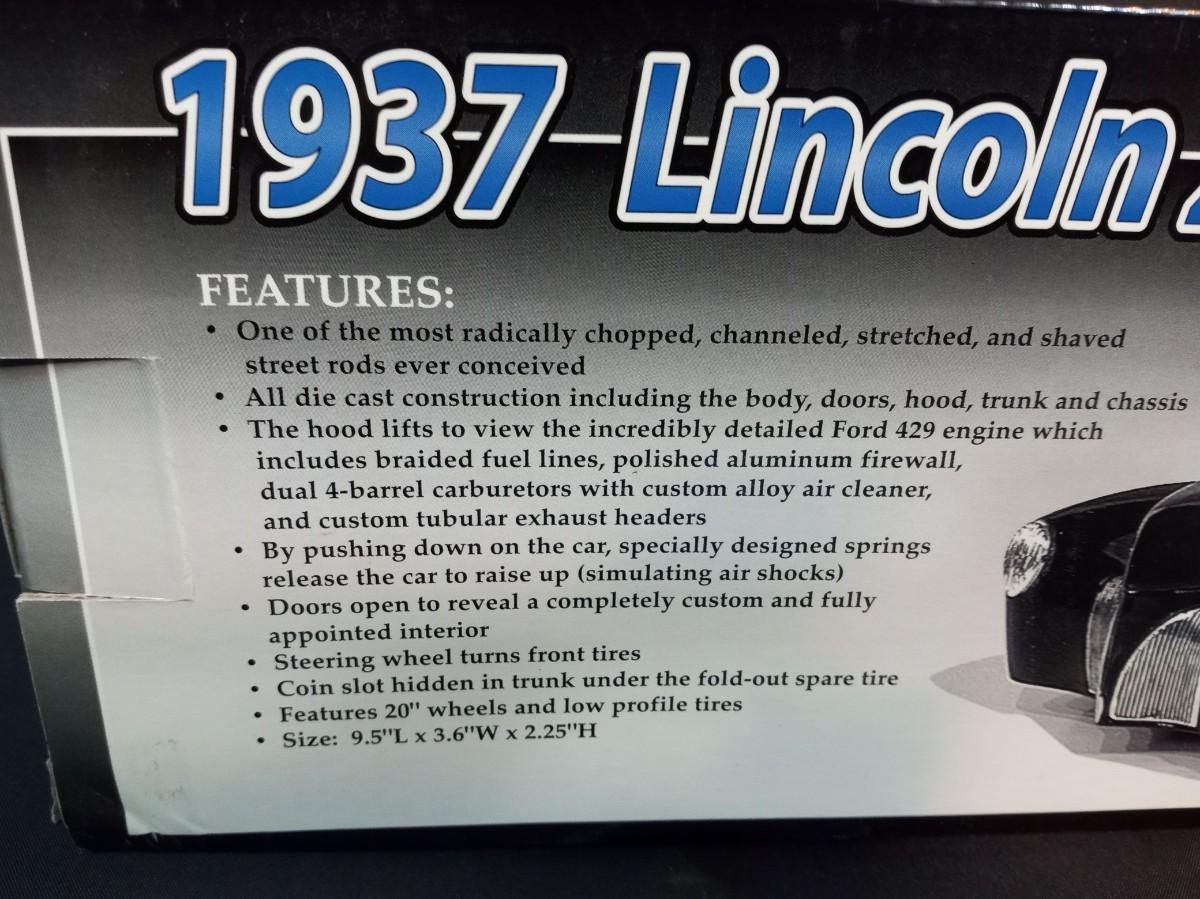 1937 Lincoln
FEATURES:
• One of the most radically chopped, channeled, stretched, and shaved
street rods ever conceived
• All die cast construction including the body, doors, hood, trunk and chassis
• The hood lifts to view the incredibly detailed Ford 429 engine which
includes braided fuel lines, polished aluminum firewall,
dual 4-barrel carburetors with custom alloy air cleaner,
and custom tubular exhaust headers
• By pushing down on the car, specially designed springs
release the car to raise up (simulating air shocks)
• Doors open to reveal a completely custom and fully
appointed interior
• Steering wheel turns front tires
• Coin slot hidden in trunk under the fold-out spare tire
• Features 20" wheels and low profile tires
• Size: 9.5"L x 3.6"W x 2.25"H